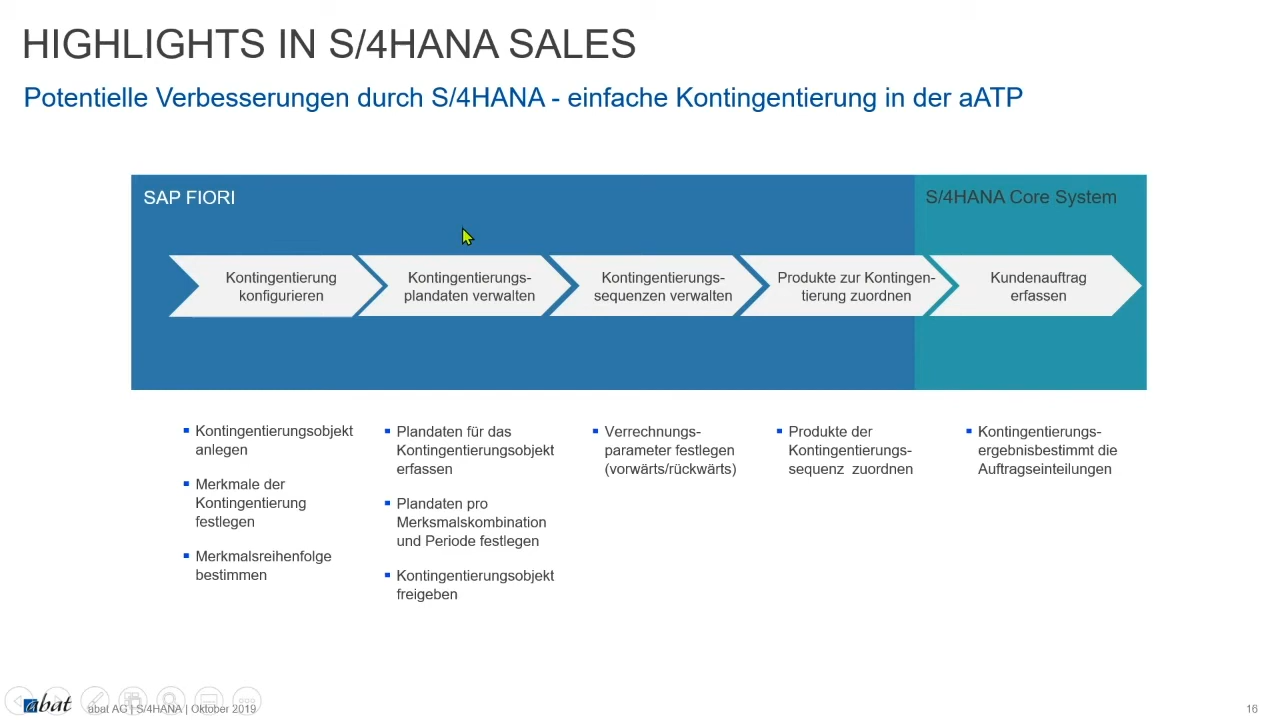 HIGHLIGHTS IN S/4HANA SALES
Potentielle Verbesserungen durch S/4HANA - einfache Kontingentierung in der aATP
SAP FIORI
S/4HANA Core System
Kontingentierung
konfigurieren
Kontingentierungs-
plandaten verwalten
Kontingentierungs-
sequenzen verwalten
Produkte zur Kontingen-
tierung zuordnen
Kundenauftrag
erfassen
Kontingentierungsobjekt
anlegen
Merkmale der
Kontingentierung
festlegen
Merkmalsreihenfolge
bestimmen
Plandaten für das
Kontingentierungsobjekt
erfassen
Plandaten pro
Merksmalskombination
und Periode festlegen
Kontingentierungsobjekt
freigeben
Verrechnungs-
parameter festlegen
(vorwärts/rückwärts)
Produkte der
Kontingentierungs-
sequenz zuordnen
Kontingentierungs-
ergebnisbestimmt die
Auftragseinteilungen
abat
abat AG | S/4HANA | Oktober 2019
16